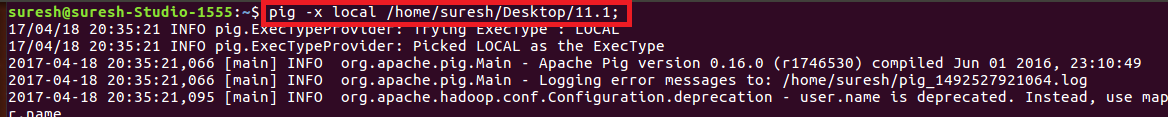 suresh@suresh-Studio-1555:~$ pig -x local /home/suresh/Desktop/11.1;
17/04/18 20:35:21 INFO pig.ExecTypeProvider: Trying ExecType : LOCAL
17/04/18 20:35:21 INFO pig.ExecTypeProvider: Picked LOCAL as the ExecType
2017-04-18 20:35:21,066 [main] INFO  org.apache.pig.Main - Apache Pig version 0.16.0 (r1746530) compiled Jun 01 2016, 23:10:49
2017-04-18 20:35:21,066 [main] INFO  org.apache.pig.Main - Logging error messages to: /home/suresh/pig_1492527921064.log
2017-04-18 20:35:21,095 [main] INFO  org.apache.hadoop.conf.Configuration.deprecation - user.name is deprecated. Instead, use map
r.name